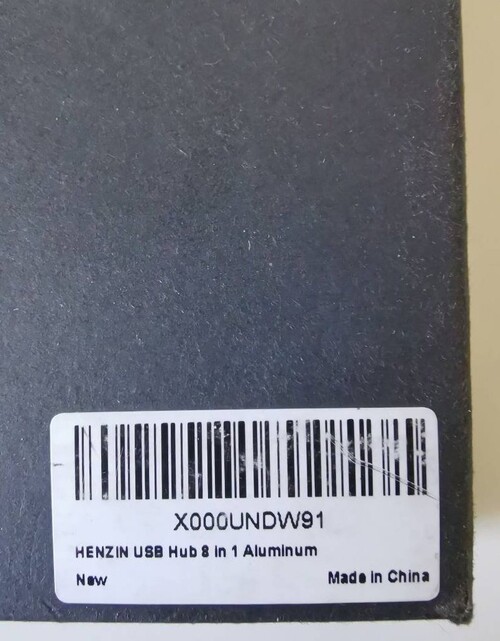 X000UNDW91
HENZIN USB Hub 8 in 1 Aluminum
New
Made in China